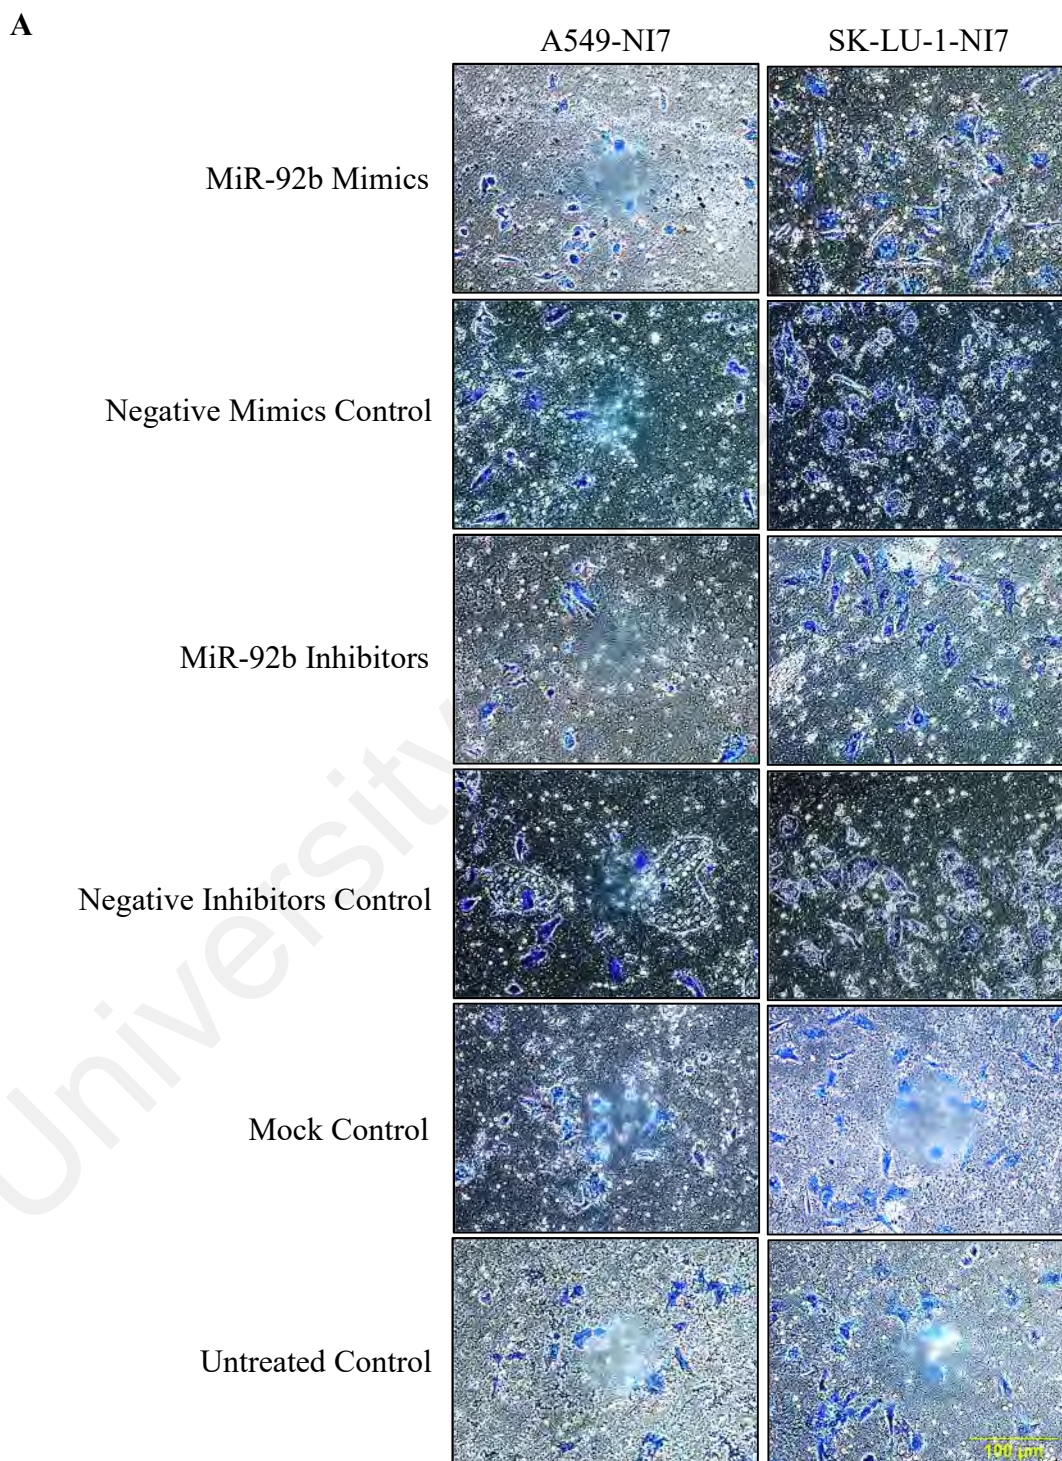 A
A549-NI7 SK-LU-1-NI7
MiR-92b Mimics
Negative Mimics Control
MiR-92b Inhibitors
Negative Inhibitors Control
Mock Control
Untreated Control
100 μm
University